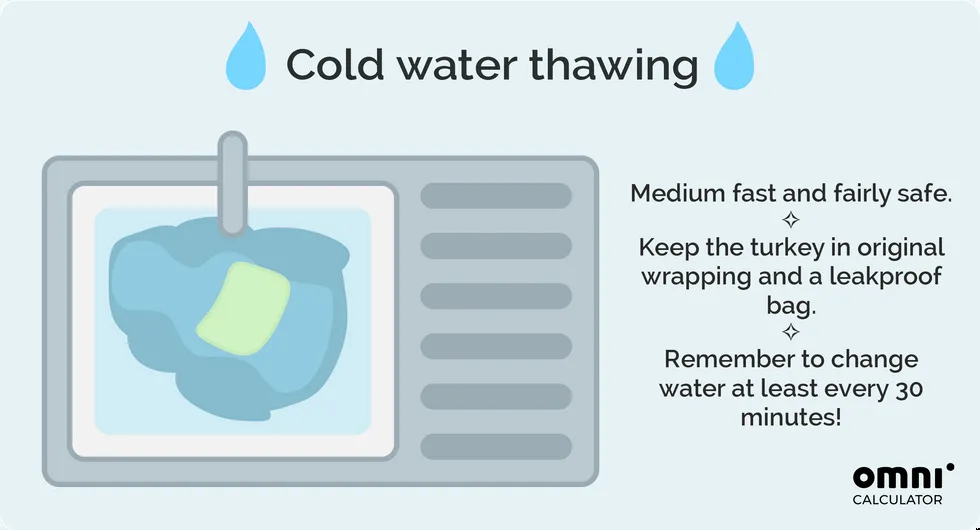 Cold water thawing
Medium fast and fairly safe.
Keep the turkey in original
wrapping and a leakproof
bag.
Remember to change
water at least every 30
minutes!
omni
CALCULATOR